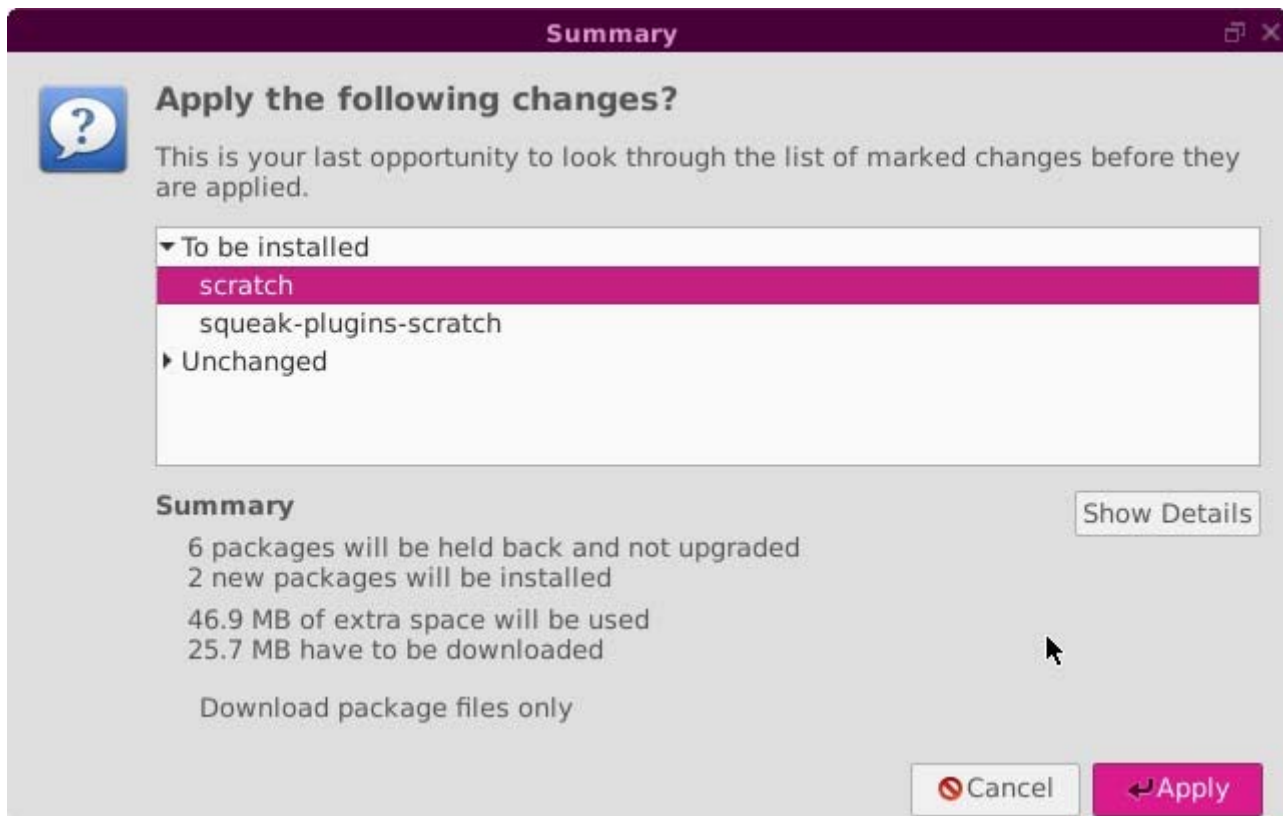 Summary
Apply the following changes?
This is your last opportunity to look through the list of marked changes before they
are applied.
To be installed
scratch
squeak-plugins-scratch
Unchanged
Summary
Show Details
6 packages will be held back and not upgraded
2 new packages will be installed
46.9 MB of extra space will be used
25.7 MB have to be downloaded
Download package files only
Cancel
Apply